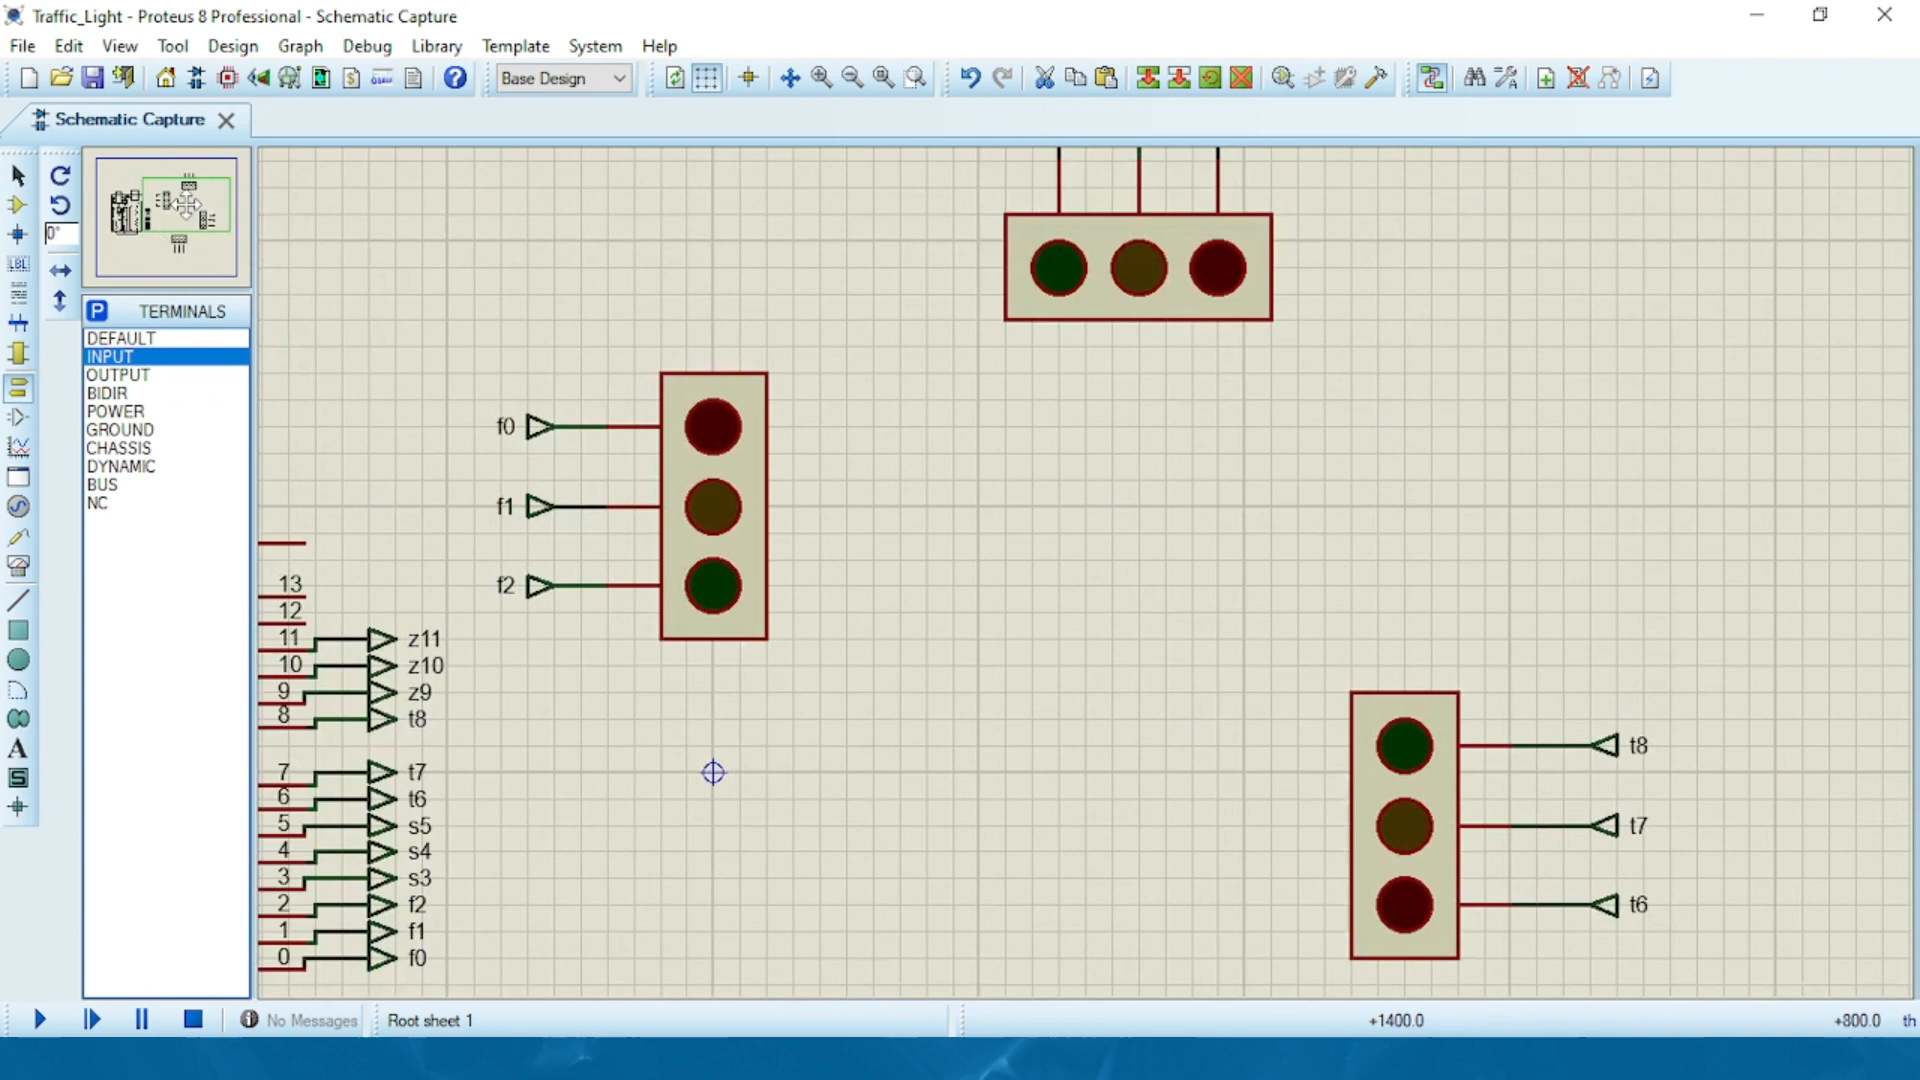 Traffic_Light - Proteus 8 Professional - Schematic Capture
File Edit View Tool Design Graph Debug Library Template System Help
Base Design
Schematic Capture
0°
LBL
P TERMINALS
DEFAULT
INPUT
OUTPUT
BIDIR
POWER
GROUND
CHASSIS
DYNAMIC
BUS
NC
A
S
f0
f1
f2
13
12
11 z11
10 z10
9 z9
8 t8
7 t7
6 t6
5 s5
4 s4
3 s3
2 f2
1 f1
0 f0
t8
t7
t6
No Messages
Root sheet 1
+1400.0
+800.0
th